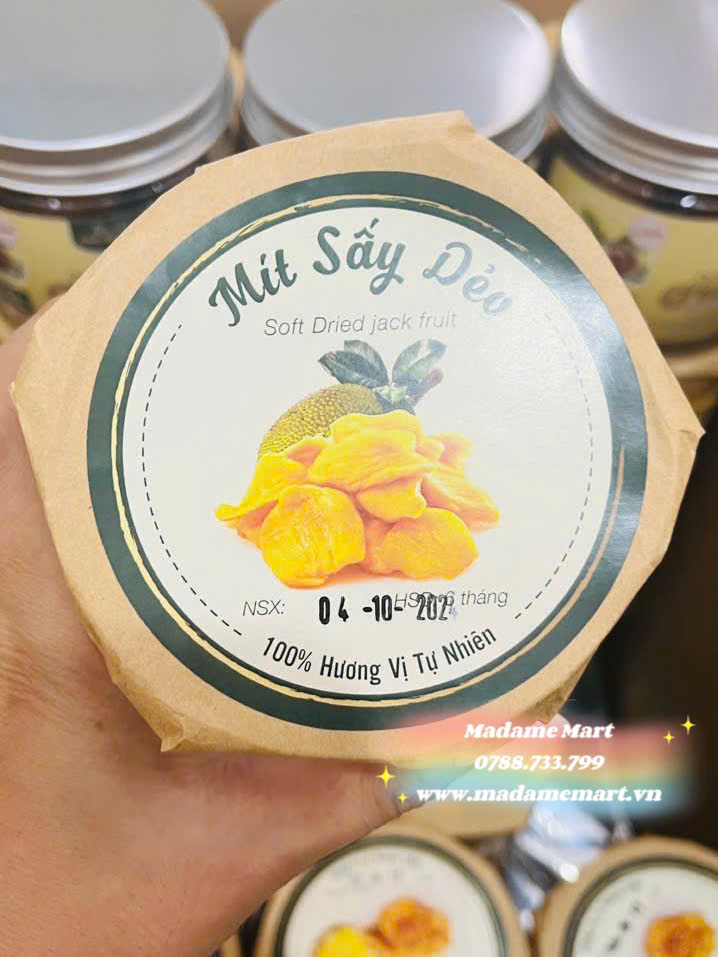 Mít Sấy Dẻo
Soft Dried jack fruit
NSX: 04 -10- 2024 HSD: 6 tháng
100% Hương Vị Tự Nhiên
Madame Mart
0788.733.799
www.madamemart.vn